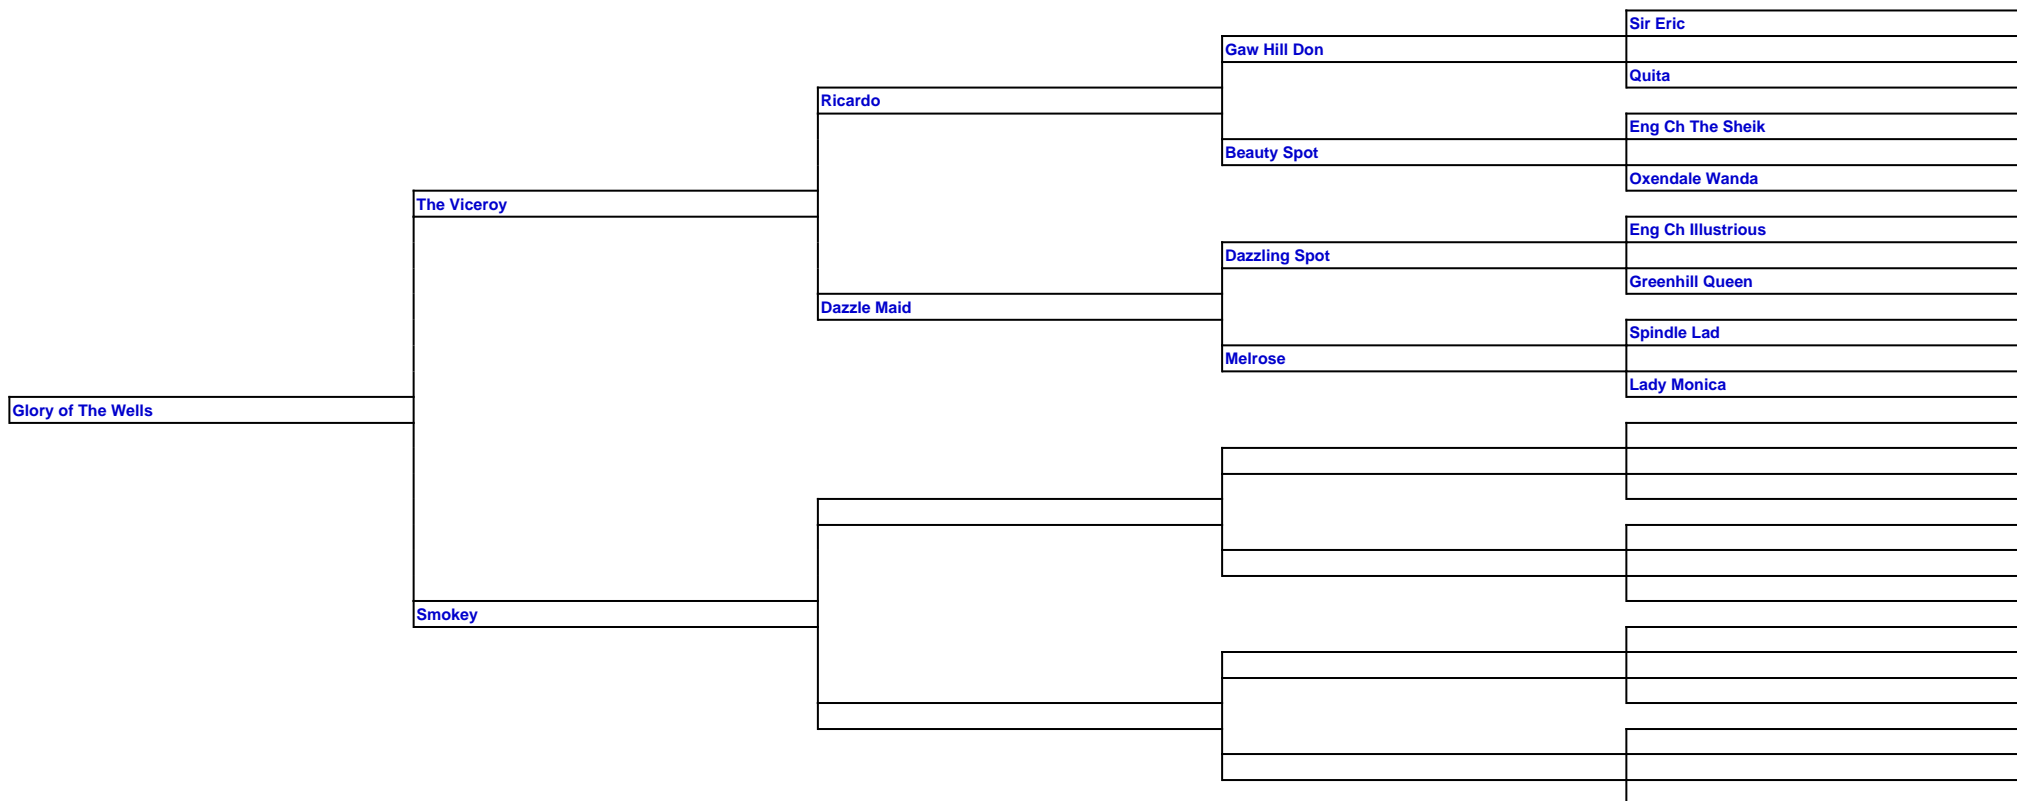 Sir Eric
Gaw Hill Don
Quita
Ricardo
Eng Ch The Sheik
Beauty Spot
Oxendale Wanda
The Viceroy
Eng Ch Illustrious
Dazzling Spot
Greenhill Queen
Dazzle Maid
Spindle Lad
Melrose
Lady Monica
Glory of The Wells
Smokey